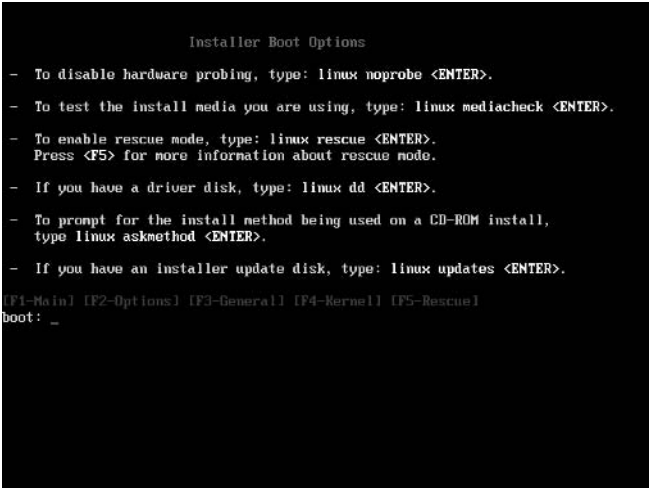 Installer Boot Options
- To disable hardware probing, type: linux noprobe <ENTER>.
- To test the install media you are using, type: linux mediacheck <ENTER>.
- To enable rescue mode, type: linux rescue <ENTER>.
Press <F5> for more information about rescue mode.
- If you have a driver disk, type: linux dd <ENTER>.
- To prompt for the install method being used on a CD-ROM install,
type linux askmethod <ENTER>.
- If you have an installer update disk, type: linux updates <ENTER>.
[F1-Main] [F2-Options] [F3-General] [F4-Kernel] [F5-Rescue]
boot: _